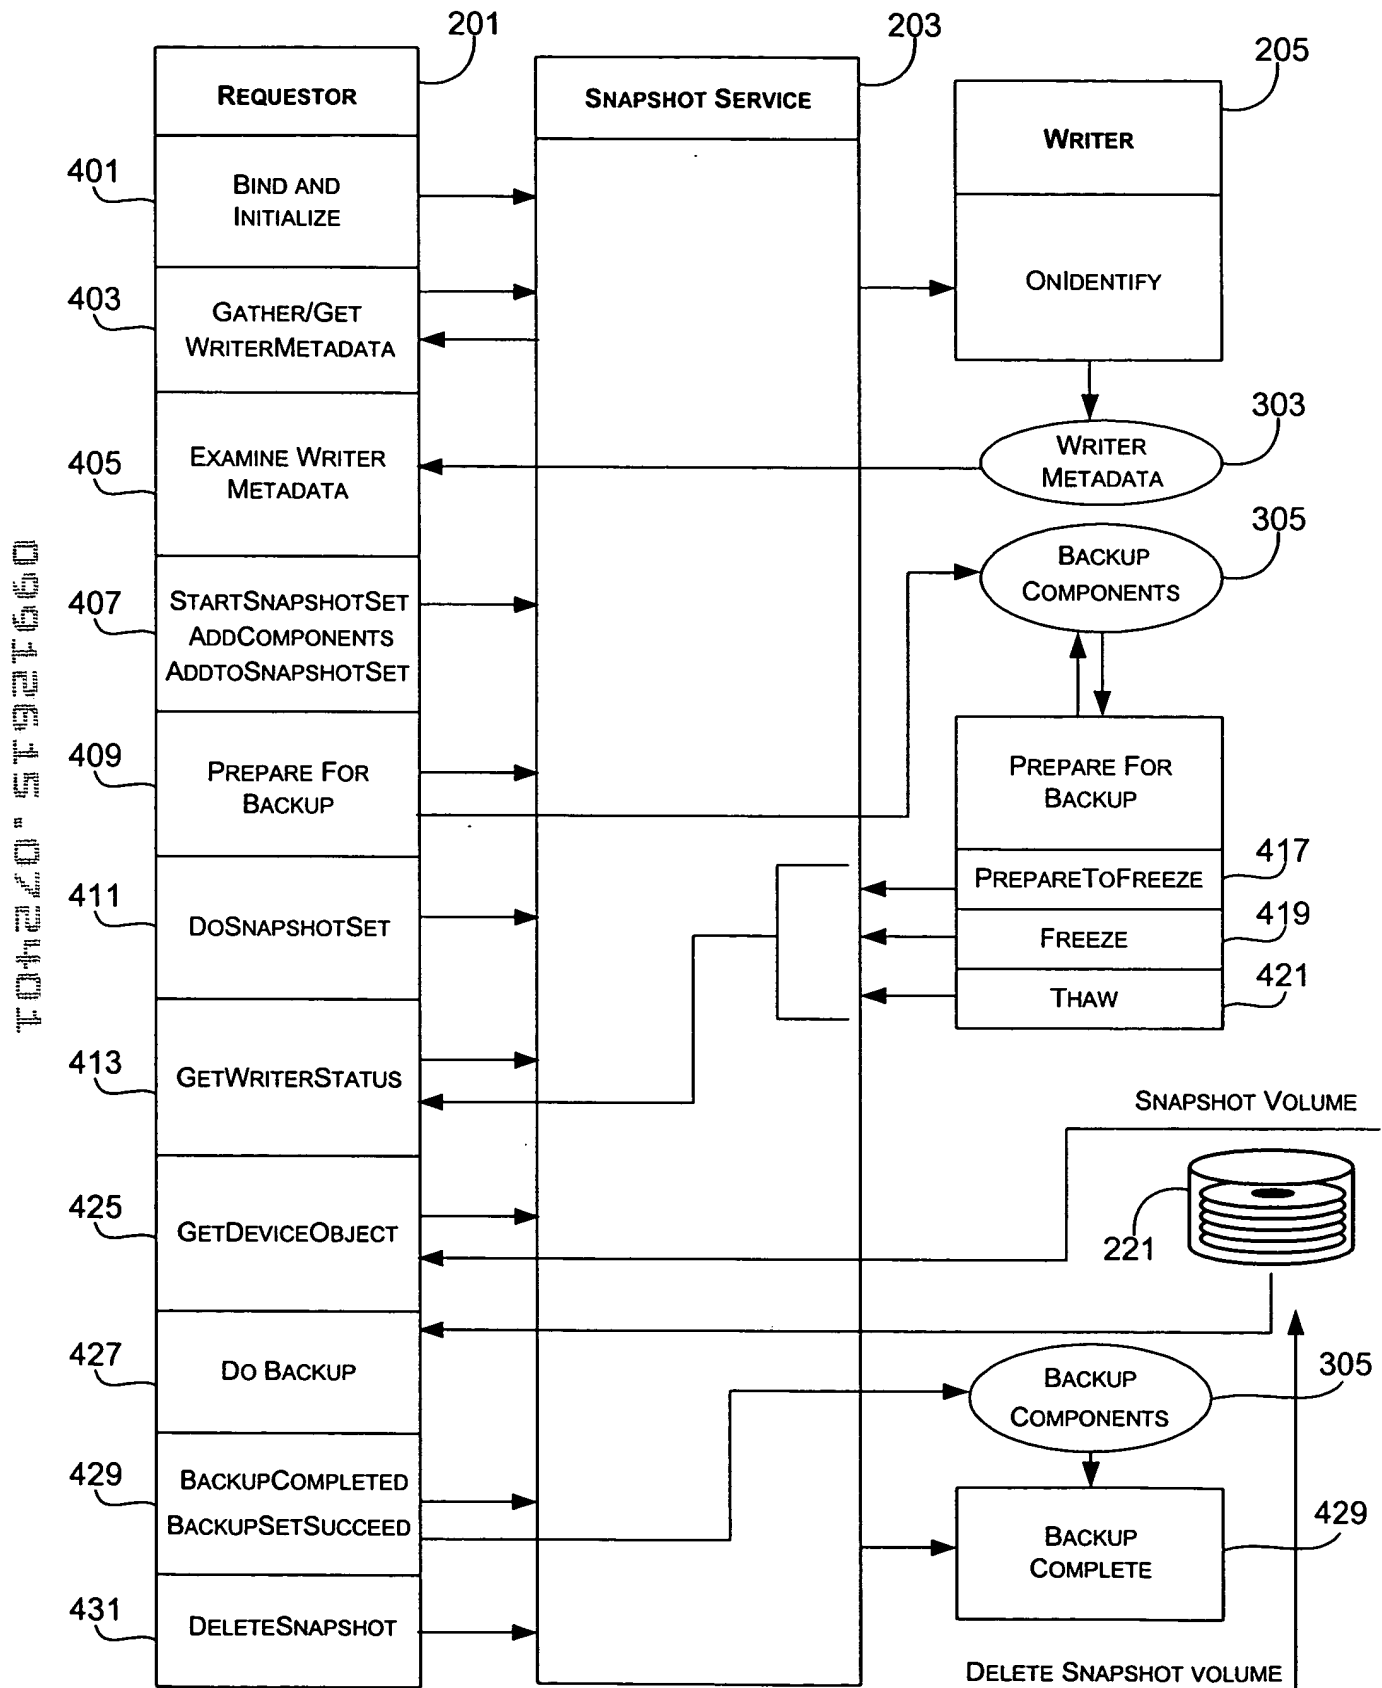 201
203
205
REQUESTOR
SNAPSHOT SERVICE
WRITER
401
BIND AND
INITIALIZE
403
GATHER/GET
WRITERMETADATA
ONIDENTIFY
405
EXAMINE WRITER
METADATA
WRITER
METADATA
303
BACKUP
COMPONENTS
305
407
STARTSNAPSHOTSET
ADDCOMPONENTS
ADDTOSNAPSHOTSET
409
PREPARE FOR
BACKUP
PREPARE FOR
BACKUP
PREPARETOFREEZE
417
411
DOSNAPSHOTSET
FREEZE
419
THAW
421
413
GETWRITERSTATUS
SNAPSHOT VOLUME
425
GETDEVICEOBJECT
221
427
DO BACKUP
BACKUP
COMPONENTS
305
429
BACKUPCOMPLETED
BACKUPSETSUCCEED
BACKUP
COMPLETE
429
431
DELETESNAPSHOT
DELETE SNAPSHOT VOLUME
09912615.072401